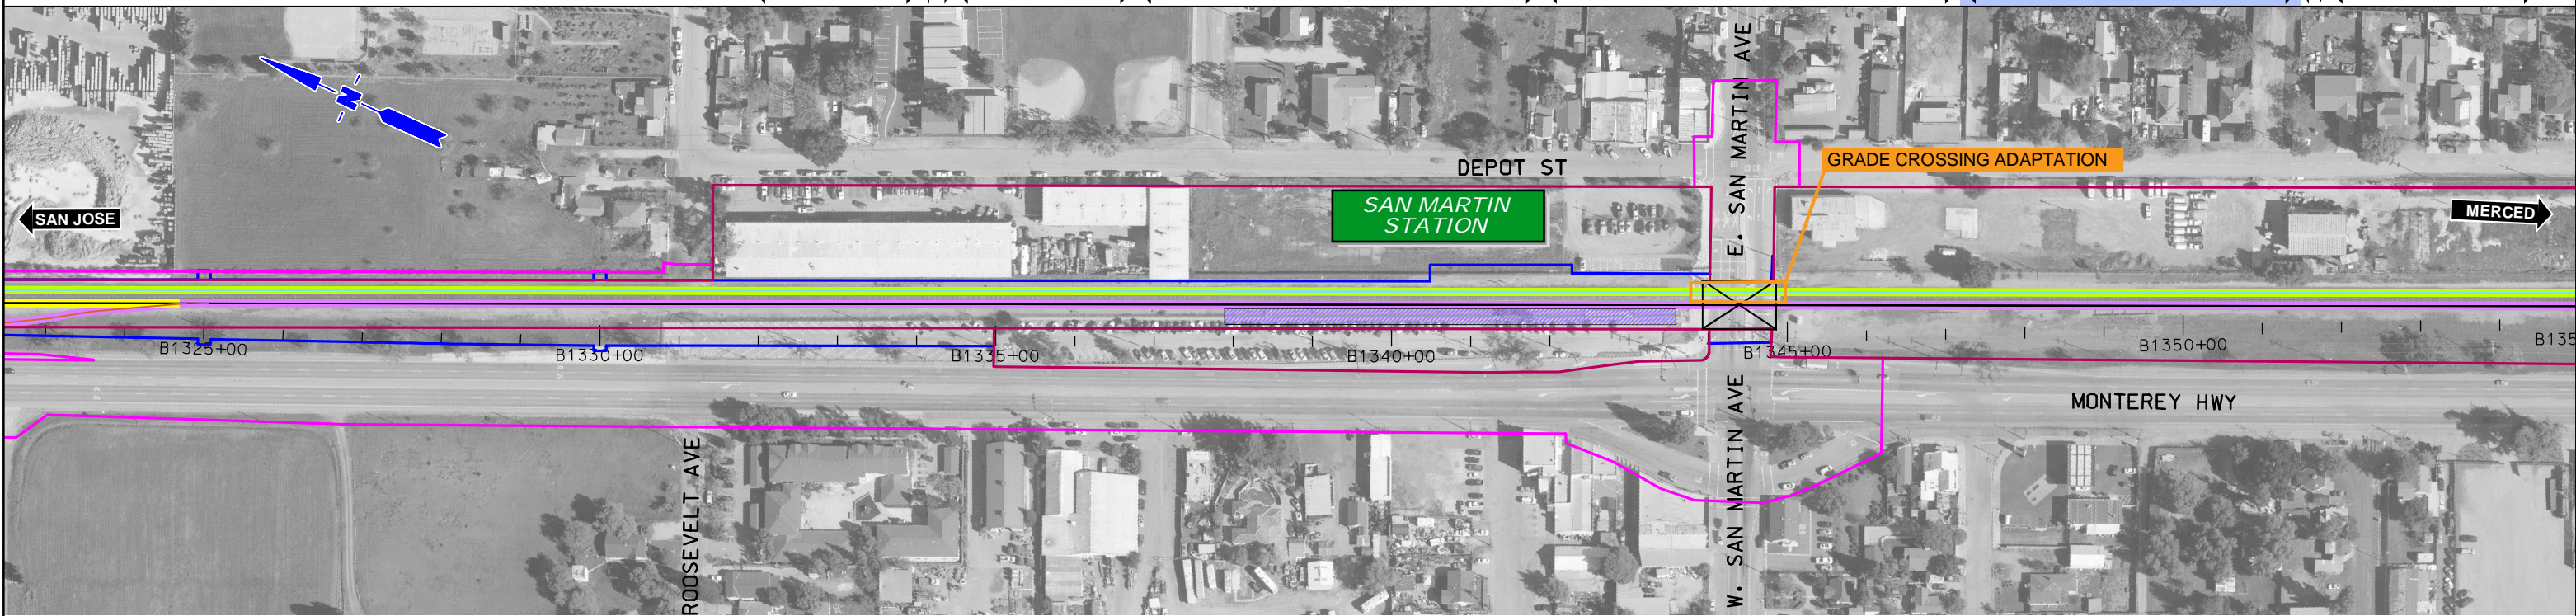 E. SAN MARTIN AVE
N
DEPOT ST
GRADE CROSSING ADAPTATION
SAN JOSE
SAN MARTIN
STATION
MERCED
B1325+00
B1330+00
B1335+00
B1340+00
B1345+00
B1350+00
B135
MONTEREY HWY
ROOSEVELT AVE
W. SAN MARTIN AVE